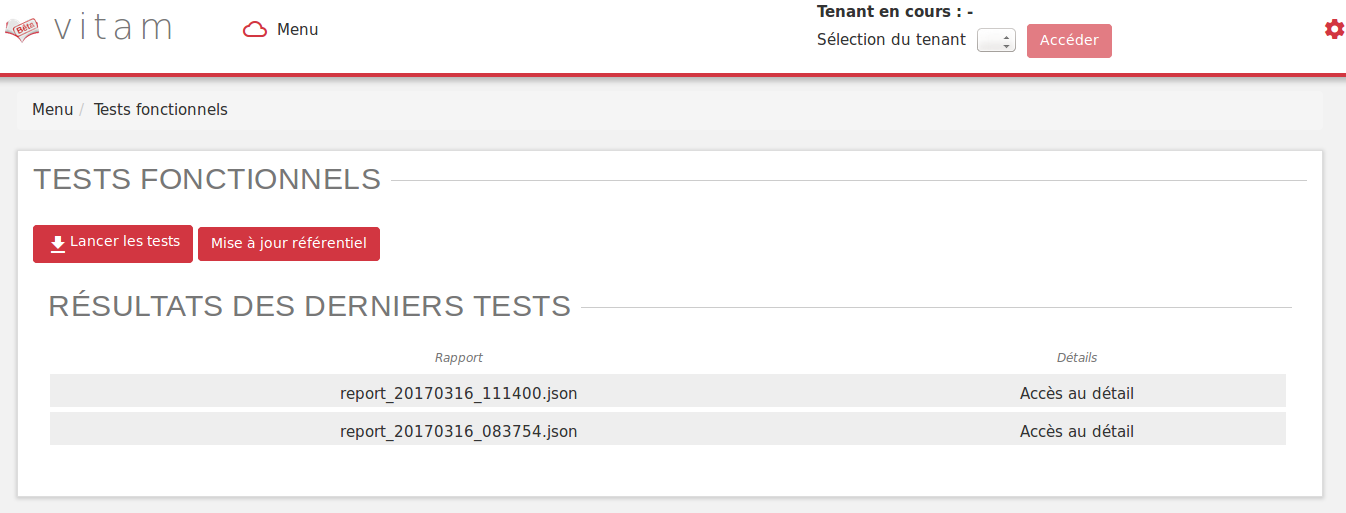 Bêta
vitam
Menu
Tenant en cours : -
Sélection du tenant
Accéder
Menu / Tests fonctionnels
TESTS FONCTIONNELS
Lancer les tests
Mise à jour référentiel
RÉSULTATS DES DERNIERS TESTS
Rapport Détails
report_20170316_111400.json Accès au détail
report_20170316_083754.json Accès au détail